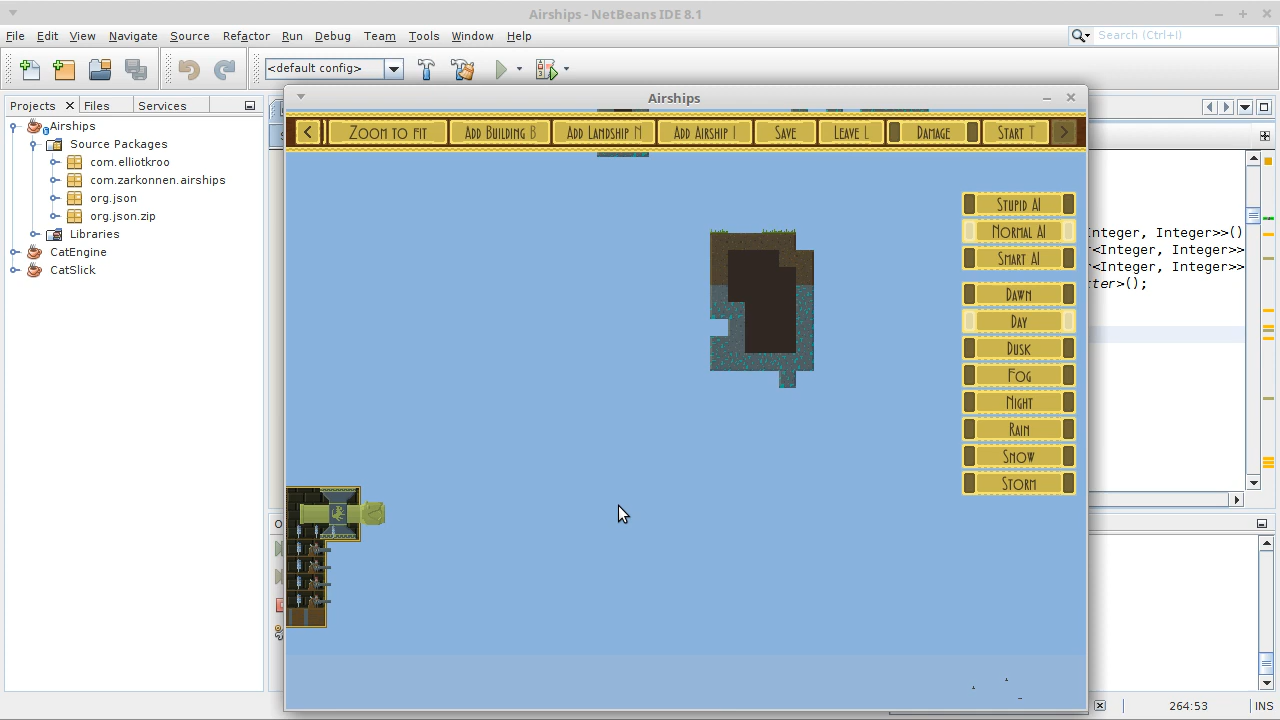 Airships - NetBeans IDE 8.1
File Edit View Navigate Source Refactor Run Debug Team Tools Window Help
Search (Ctrl+I)
<default config>
Projects Files Services
Airships
Source Packages
com.elliotkroo
com.zarkonnen.airships
org.json
org.json.zip
Libraries
CatEngine
CatSlick
Airships
ZOOM TO FIT ADD BUILDING B ADD LANDSHIP N ADD AIRSHIP I SAVE LEAVE L DAMAGE START T
STUPID AI
NORMAL AI
SMART AI
DAWN
DAY
DUSK
FOG
NIGHT
RAIN
SNOW
STORM
Integer, Integer>>()
<Integer, Integer>>
<Integer, Integer>>
ter>();
264:53 INS